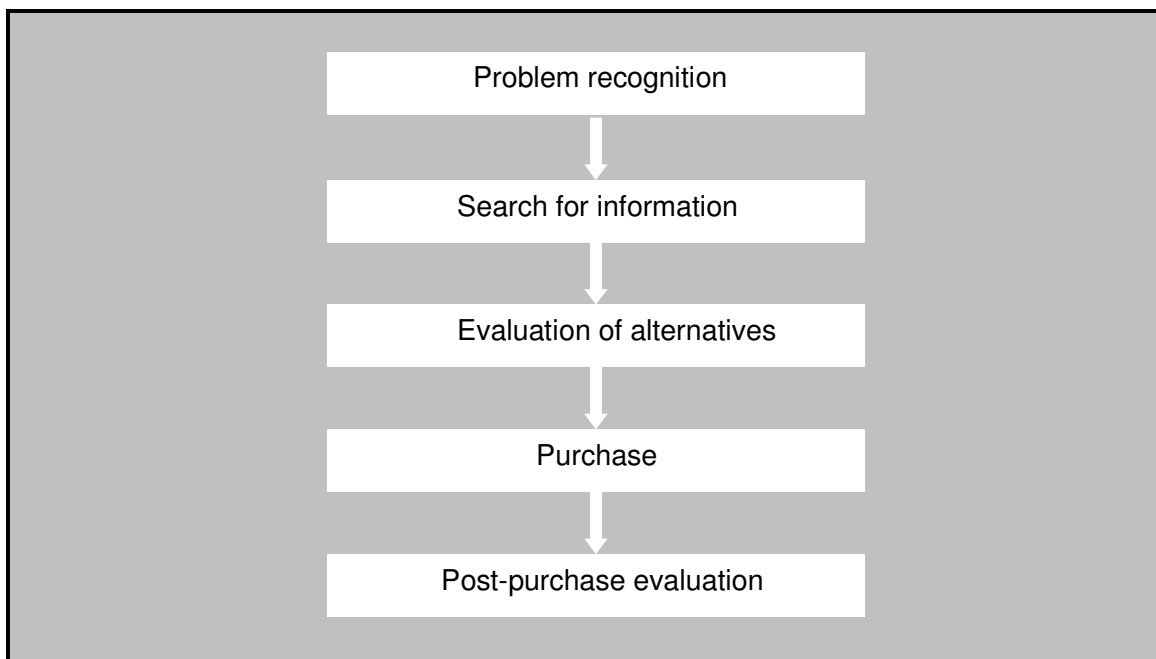 Problem recognition
Search for information
Evaluation of alternatives
Purchase
Post-purchase evaluation